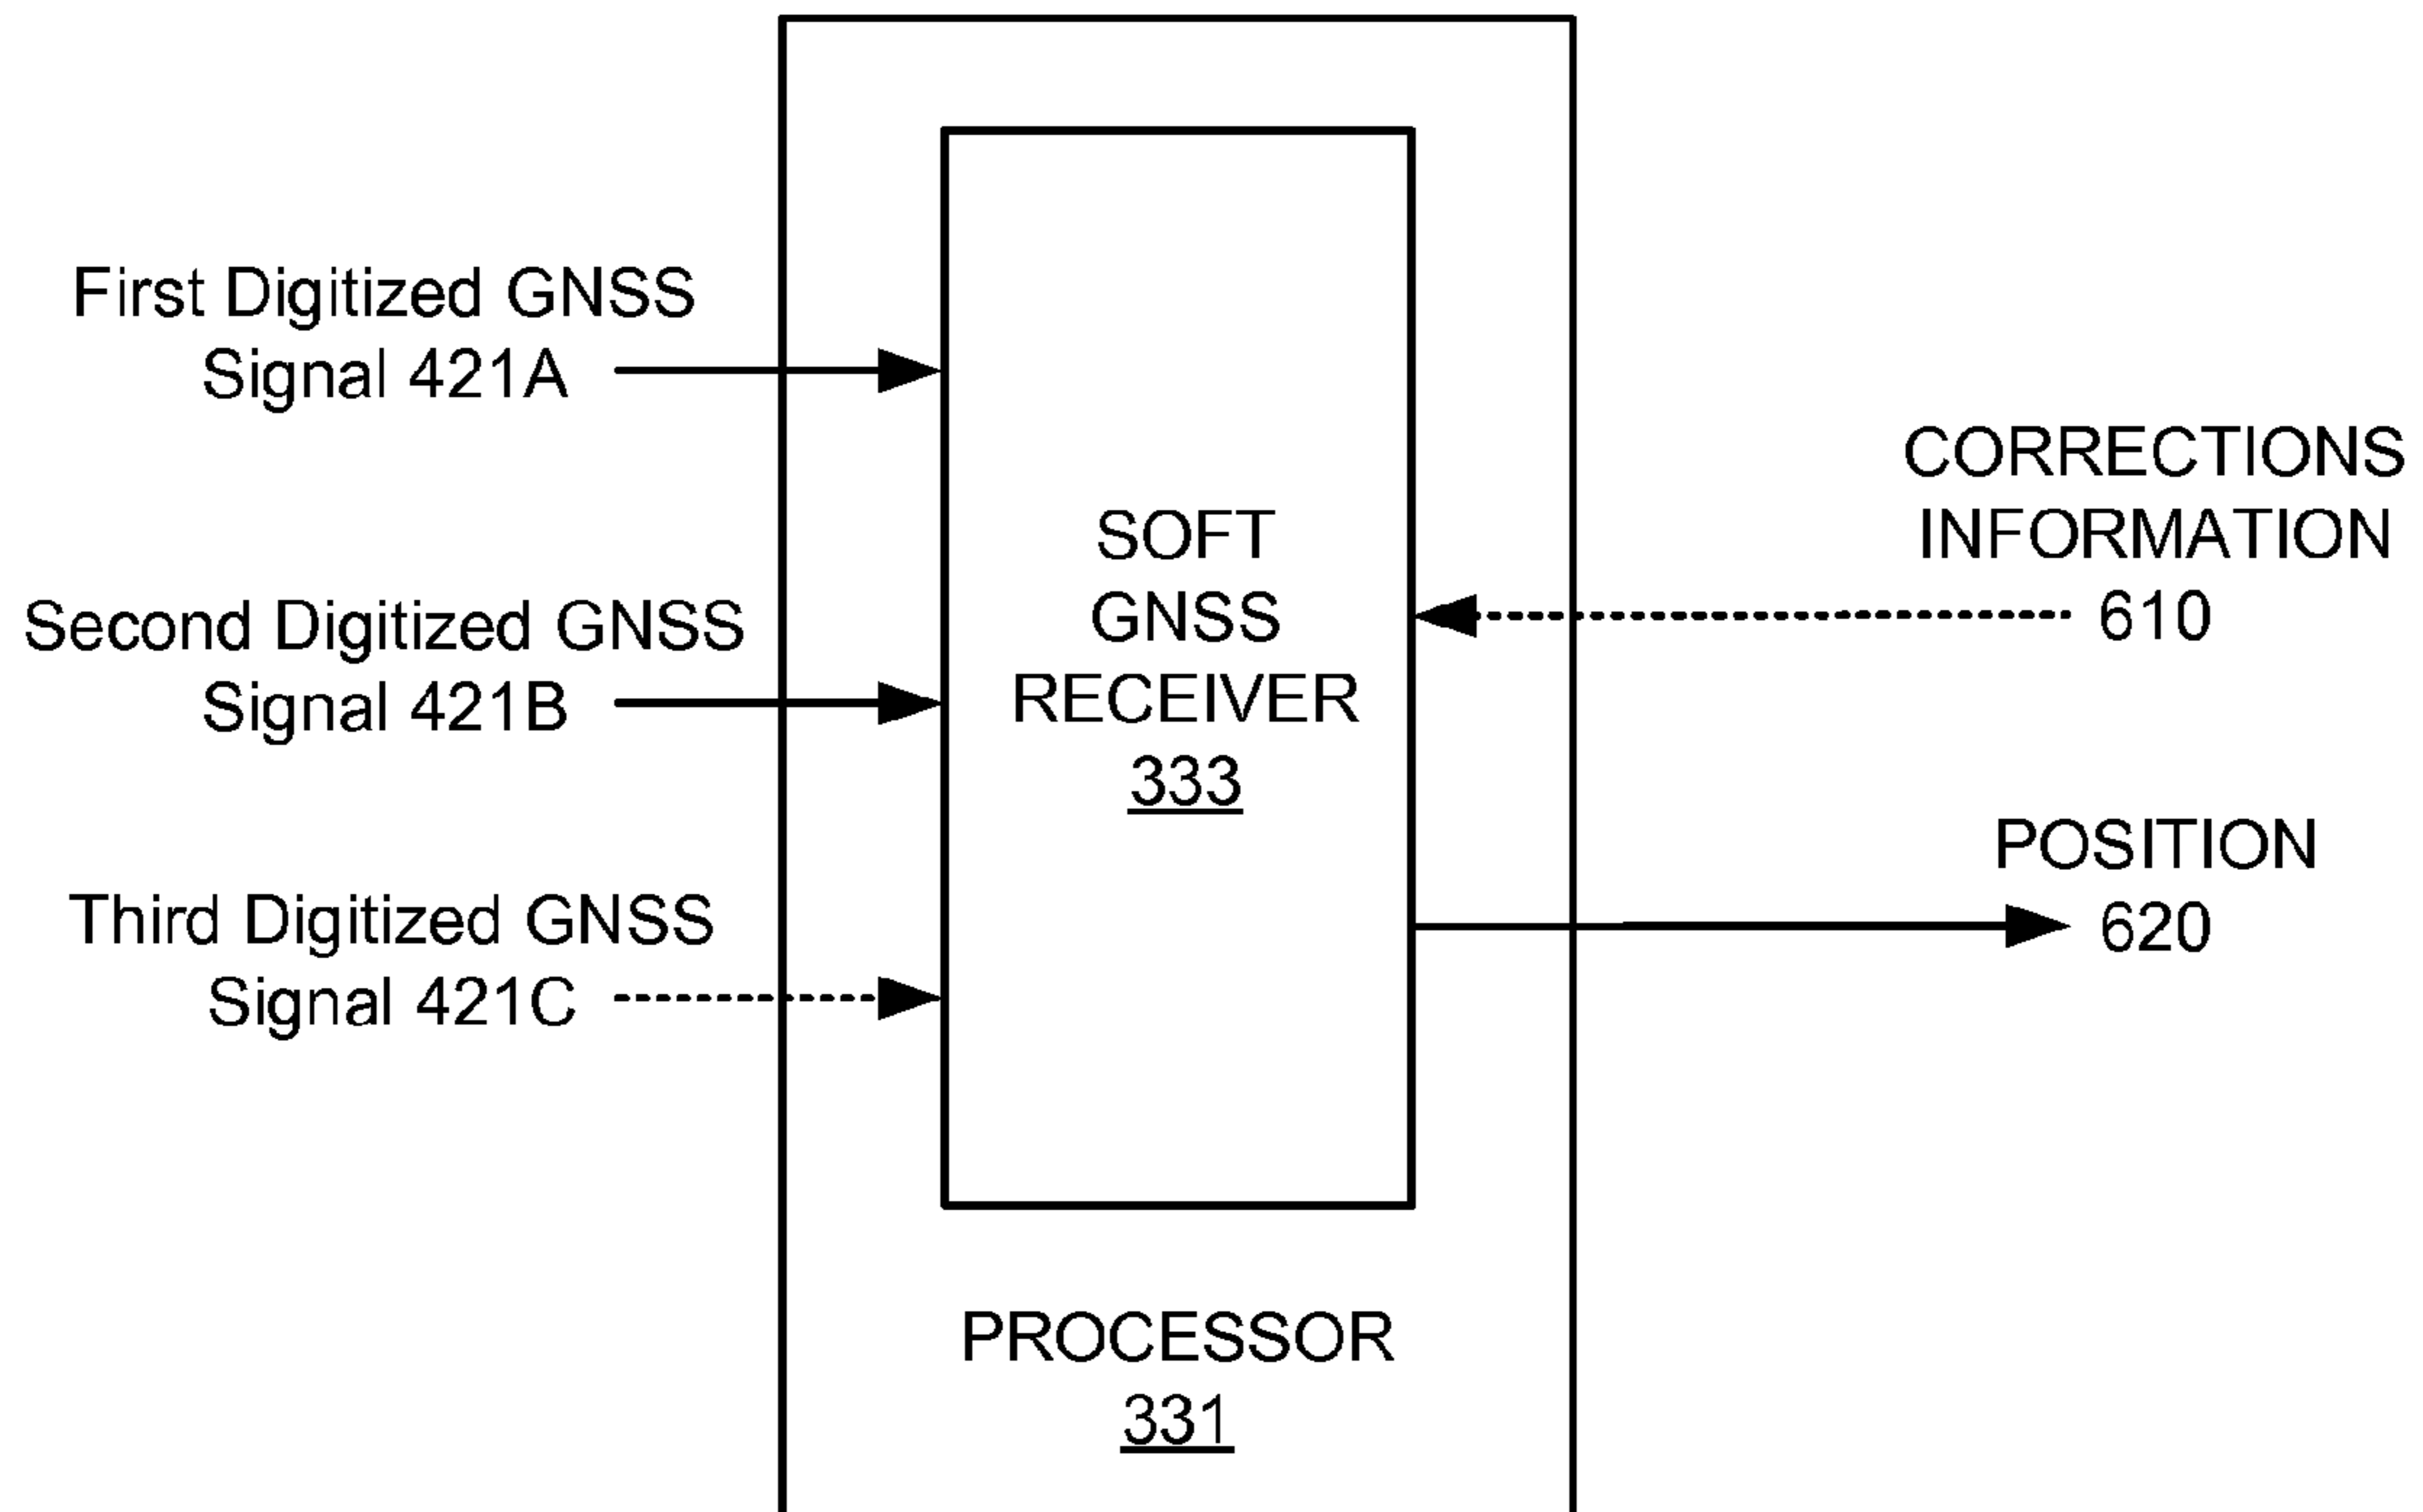 First Digitized GNSS
Signal 421A
Second Digitized GNSS
Signal 421B
Third Digitized GNSS
Signal 421C
SOFT
GNSS
RECEIVER
333
PROCESSOR
331
CORRECTIONS
INFORMATION
610
POSITION
620